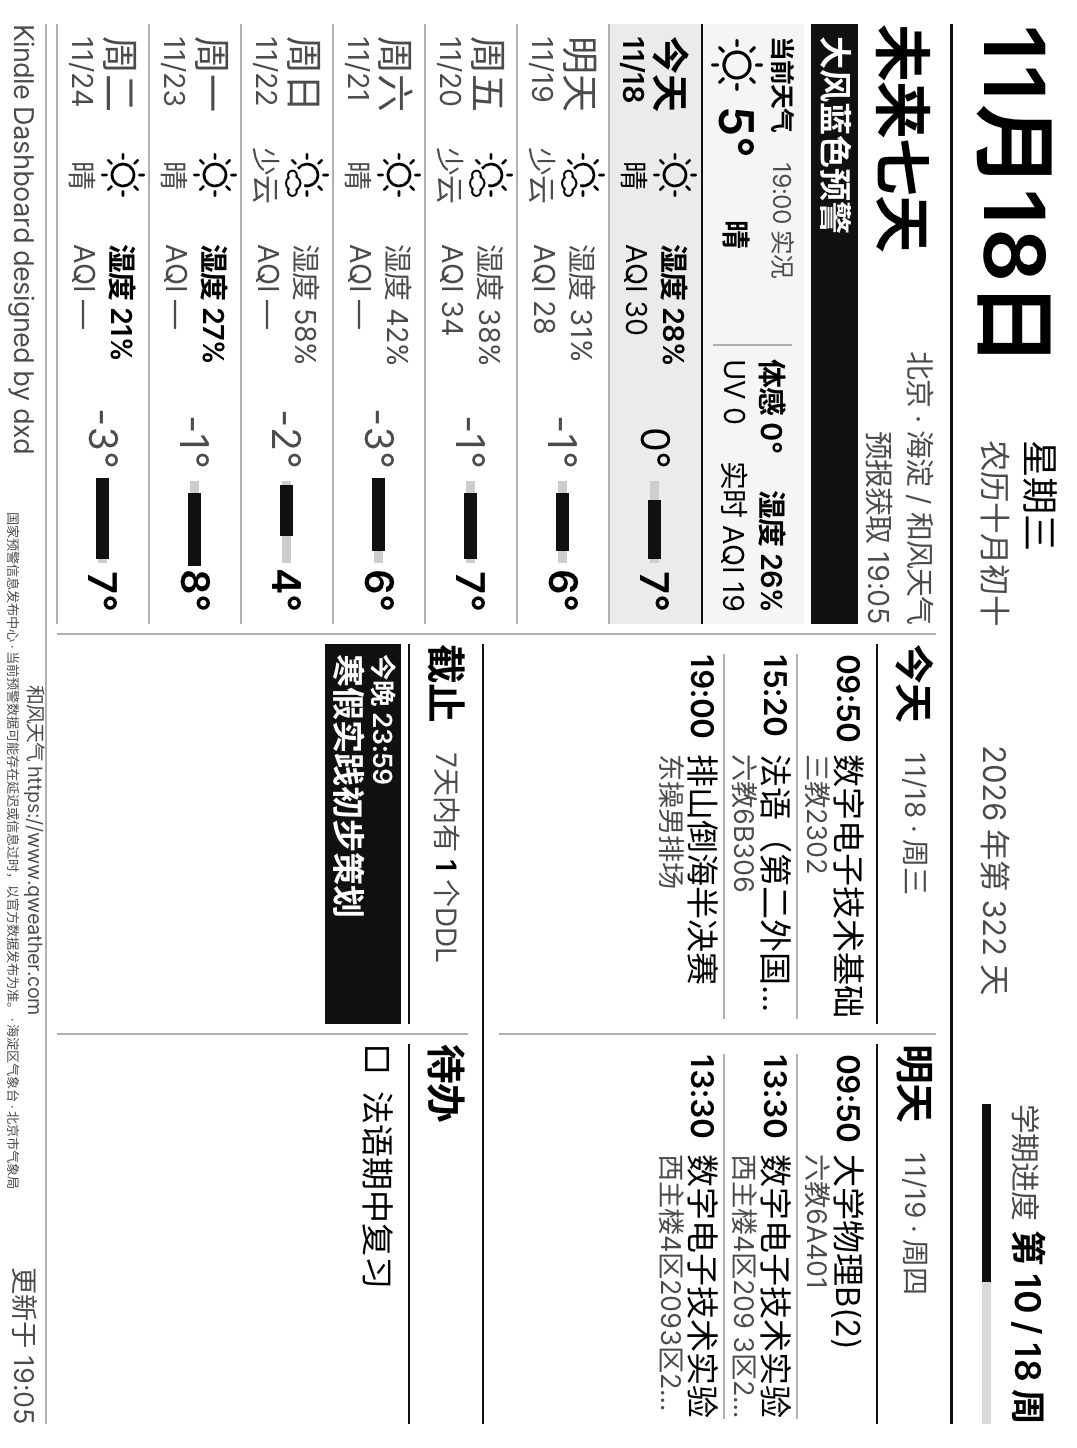 11月18日
星期三
农历十月初十
2026 年第 322 天
学期进度 第 10 / 18 周
未来七天
北京 · 海淀 / 和风天气
预报获取 19:05
大风蓝色预警
当前天气 19:00 实况
5° 晴
体感 0° 湿度 26%
UV 0 实时 AQI 19
今天 湿度 28% 0° 7°
11/18 晴 AQI 30
明天 湿度 31% -1° 6°
11/19 少云 AQI 28
周五 湿度 38% -1° 7°
11/20 少云 AQI 34
周六 湿度 42% -3° 6°
11/21 晴 AQI —
周日 湿度 58% -2° 4°
11/22 少云 AQI —
周一 湿度 27% -1° 8°
11/23 晴 AQI —
周二 湿度 21% -3° 7°
11/24 晴 AQI —
今天 11/18 · 周三
09:50 数字电子技术基础
三教2302
15:20 法语（第二外国...
六教6B306
19:00 排山倒海半决赛
东操男排场
明天 11/19 · 周四
09:50 大学物理B(2)
六教6A401
13:30 数字电子技术实验
西主楼4区209 3区2...
13:30 数字电子技术实验
西主楼4区2093区2...
截止 7天内有 1 个DDL
今晚 23:59
寒假实践初步策划
待办
法语期中复习
Kindle Dashboard designed by dxd
和风天气 https://www.qweather.com
国家预警信息发布中心 · 当前预警数据可能存在延迟或信息过时，以官方数据发布为准。 · 海淀区气象台 · 北京市气象局
更新于 19:05